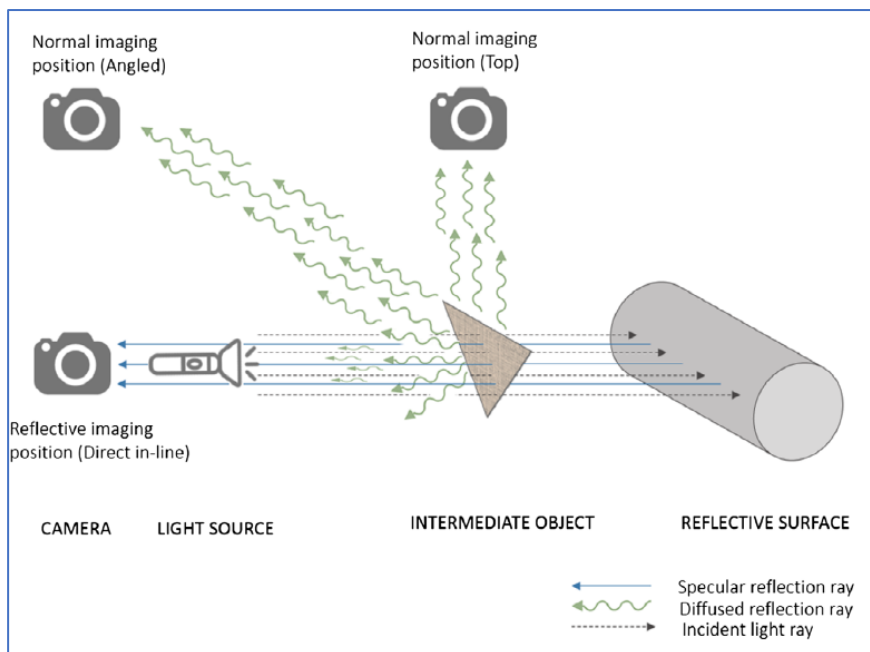 Normal imaging
position (Angled)
Normal imaging
position (Top)
Reflective imaging
position (Direct in-line)
CAMERA
LIGHT SOURCE
INTERMEDIATE OBJECT
REFLECTIVE SURFACE
Specular reflection ray
Diffused reflection ray
Incident light ray